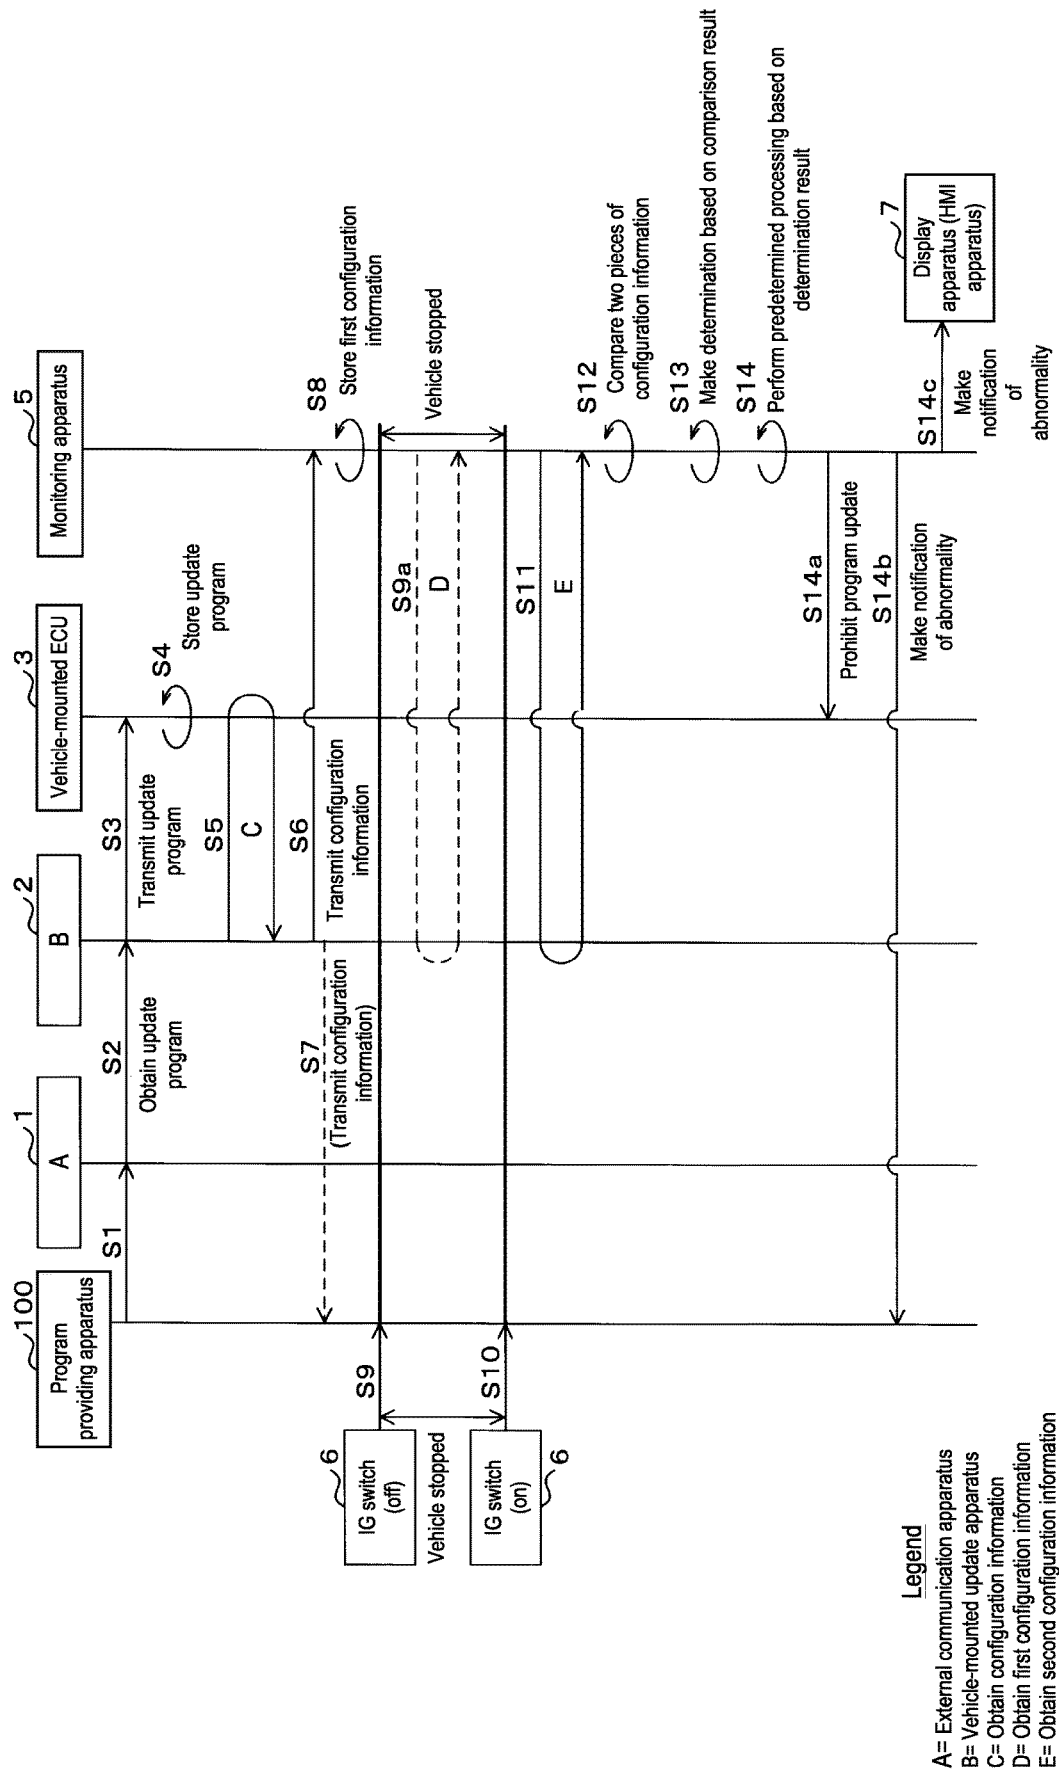 100
Program
providing apparatus
1
A
2
B
3
Vehicle-mounted ECU
5
Monitoring apparatus
S1
S2
Obtain update
program
S3
Transmit update
program
S4
Store update
program
S5
C
S6
Transmit configuration
information
S7
(Transmit configuration
information)
S8
Store first configuration
information
6
IG switch
(off)
S9
Vehicle stopped
Vehicle stopped
S9a
D
IG switch
(on)
6
S10
S11
E
S12
Compare two pieces of
configuration information
S13
Make determination based on comparison result
S14
Perform predetermined processing based on
determination result
S14a
Prohibit program update
S14b
Make notification
of abnormality
S14c
Make
notification
of
abnormality
7
Display
apparatus (HMI
apparatus)
Legend
A= External communication apparatus
B= Vehicle-mounted update apparatus
C= Obtain configuration information
D= Obtain first configuration information
E= Obtain second configuration information